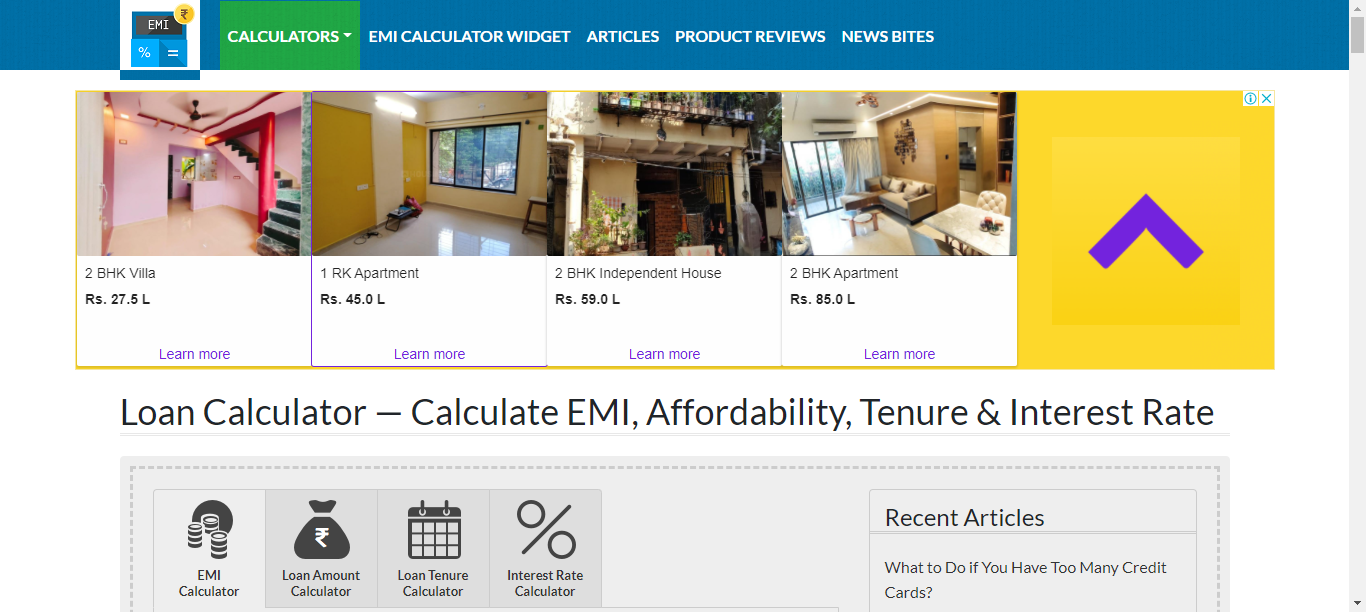 EMI
₹
%
=
CALCULATORS
EMI CALCULATOR WIDGET
ARTICLES
PRODUCT REVIEWS
NEWS BITES
2 BHK Villa
Rs. 27.5 L
Learn more
1 RK Apartment
Rs. 45.0 L
Learn more
2 BHK Independent House
Rs. 59.0 L
Learn more
2 BHK Apartment
Rs. 85.0 L
Learn more
Loan Calculator — Calculate EMI, Affordability, Tenure & Interest Rate
EMI
Calculator
₹
Loan Amount
Calculator
Loan Tenure
Calculator
Interest Rate
Calculator
Recent Articles
What to Do if You Have Too Many Credit
Cards?